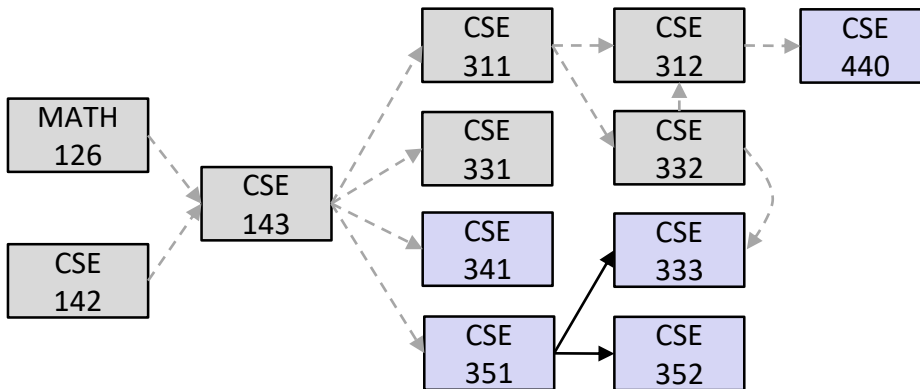 CSE
311
CSE
312
CSE
440
MATH
126
CSE
331
CSE
332
CSE
143
CSE
142
CSE
341
CSE
333
CSE
351
CSE
352